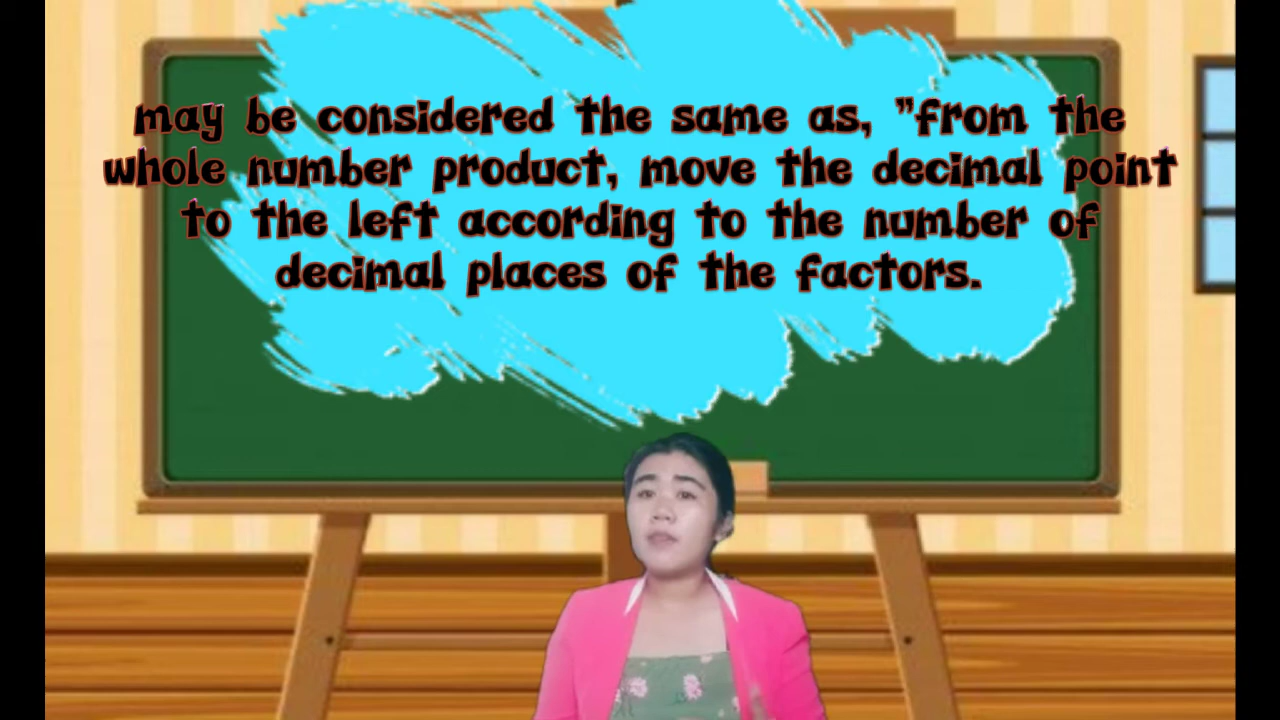 may be considered the same as, "from the
whole number product, move the decimal point
to the left according to the number of
decimal places of the factors.